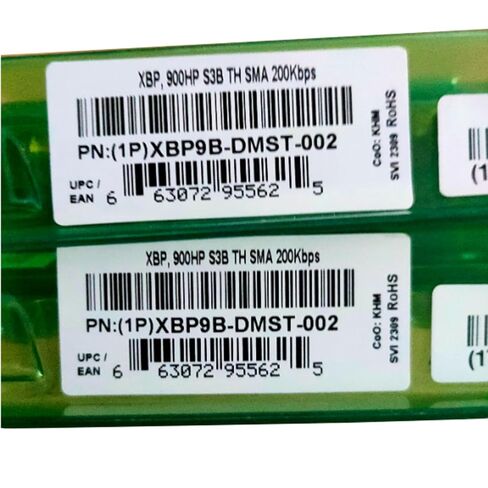 XBP, 900HP S3B TH SMA 200Kbps
PN:(1P)XBP9B-DMST-002
UPC /
EAN
6 63072 95562 5
CoO: KHM
SVI 2309 RoHS
(1
XBP, 900HP S3B TH SMA 200Kbps
PN:(1P)XBP9B-DMST-002
UPC /
EAN
6 63072 95562 5
CoO: KHM
SVI 2309 RoHS
(1